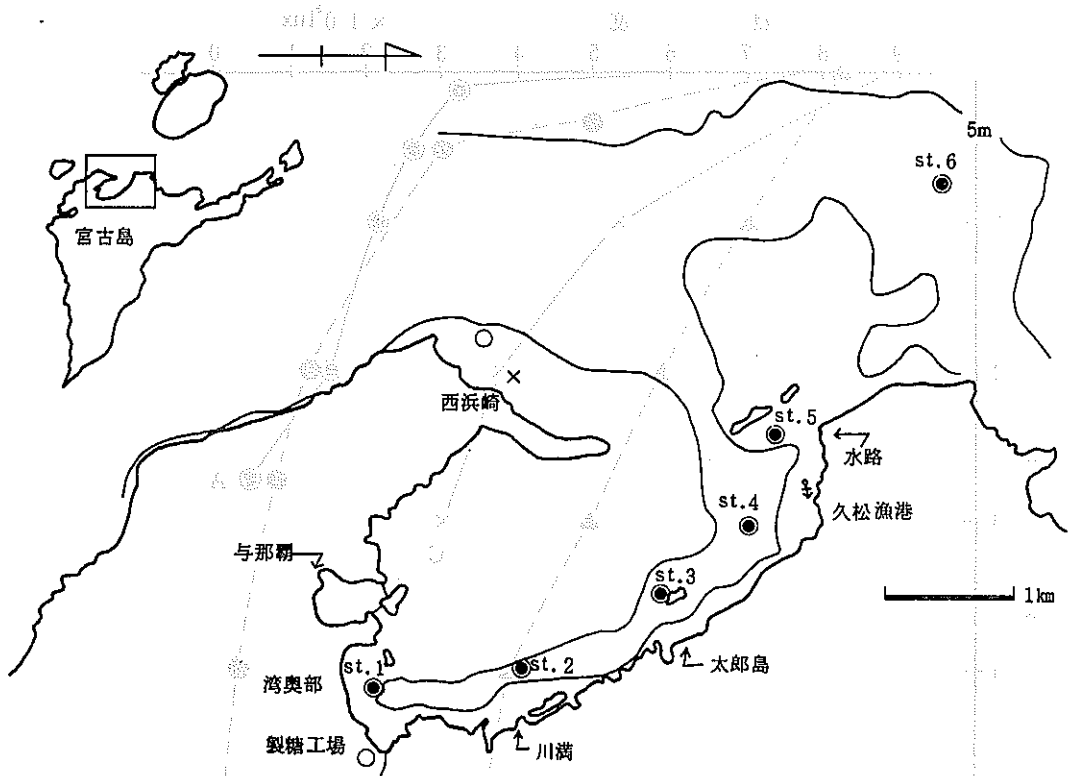 5m
st.6
宮古島
西浜崎
st.5
水路
st.4
久松漁港
与那覇
st.3
1km
st.1
st.2
太郎島
湾奥部
製糖工場
川満